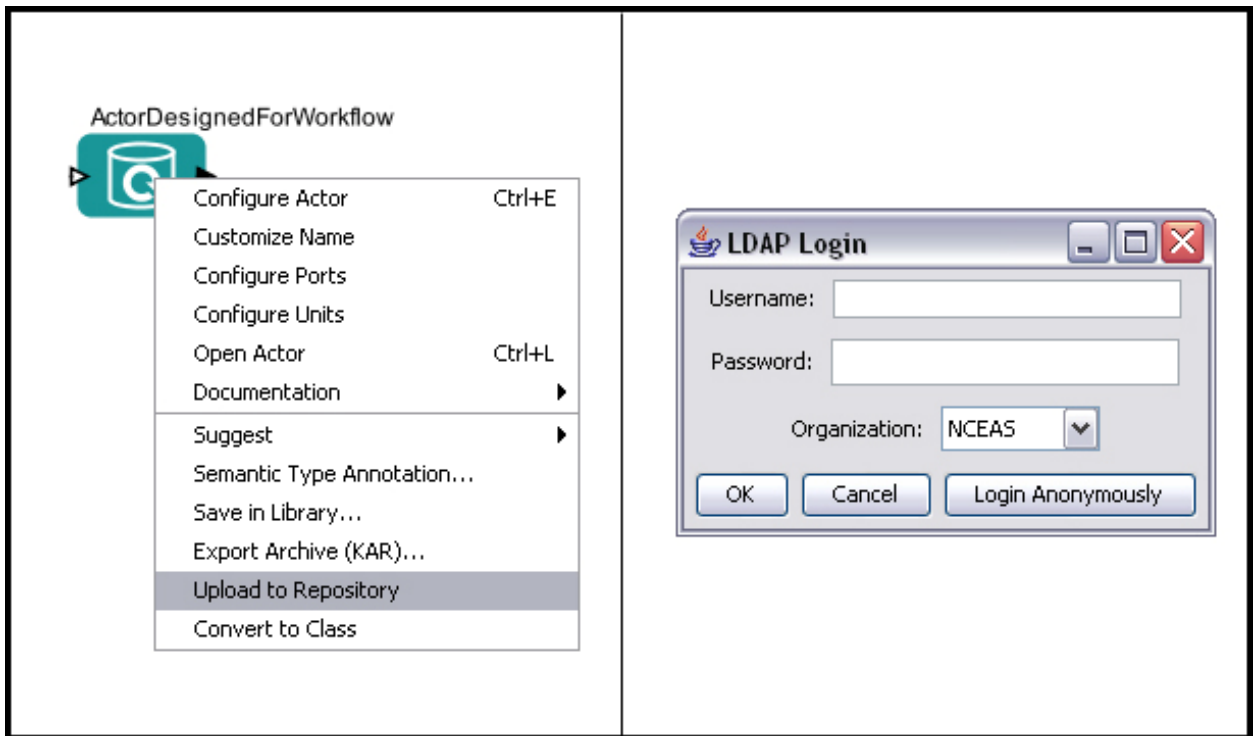 ActorDesignedForWorkflow
Configure Actor Ctrl+E
Customize Name
Configure Ports
Configure Units
Open Actor Ctrl+L
Documentation
Suggest
Semantic Type Annotation...
Save in Library...
Export Archive (KAR)...
Upload to Repository
Convert to Class
LDAP Login
Username:
Password:
Organization: NCEAS
OK Cancel Login Anonymously